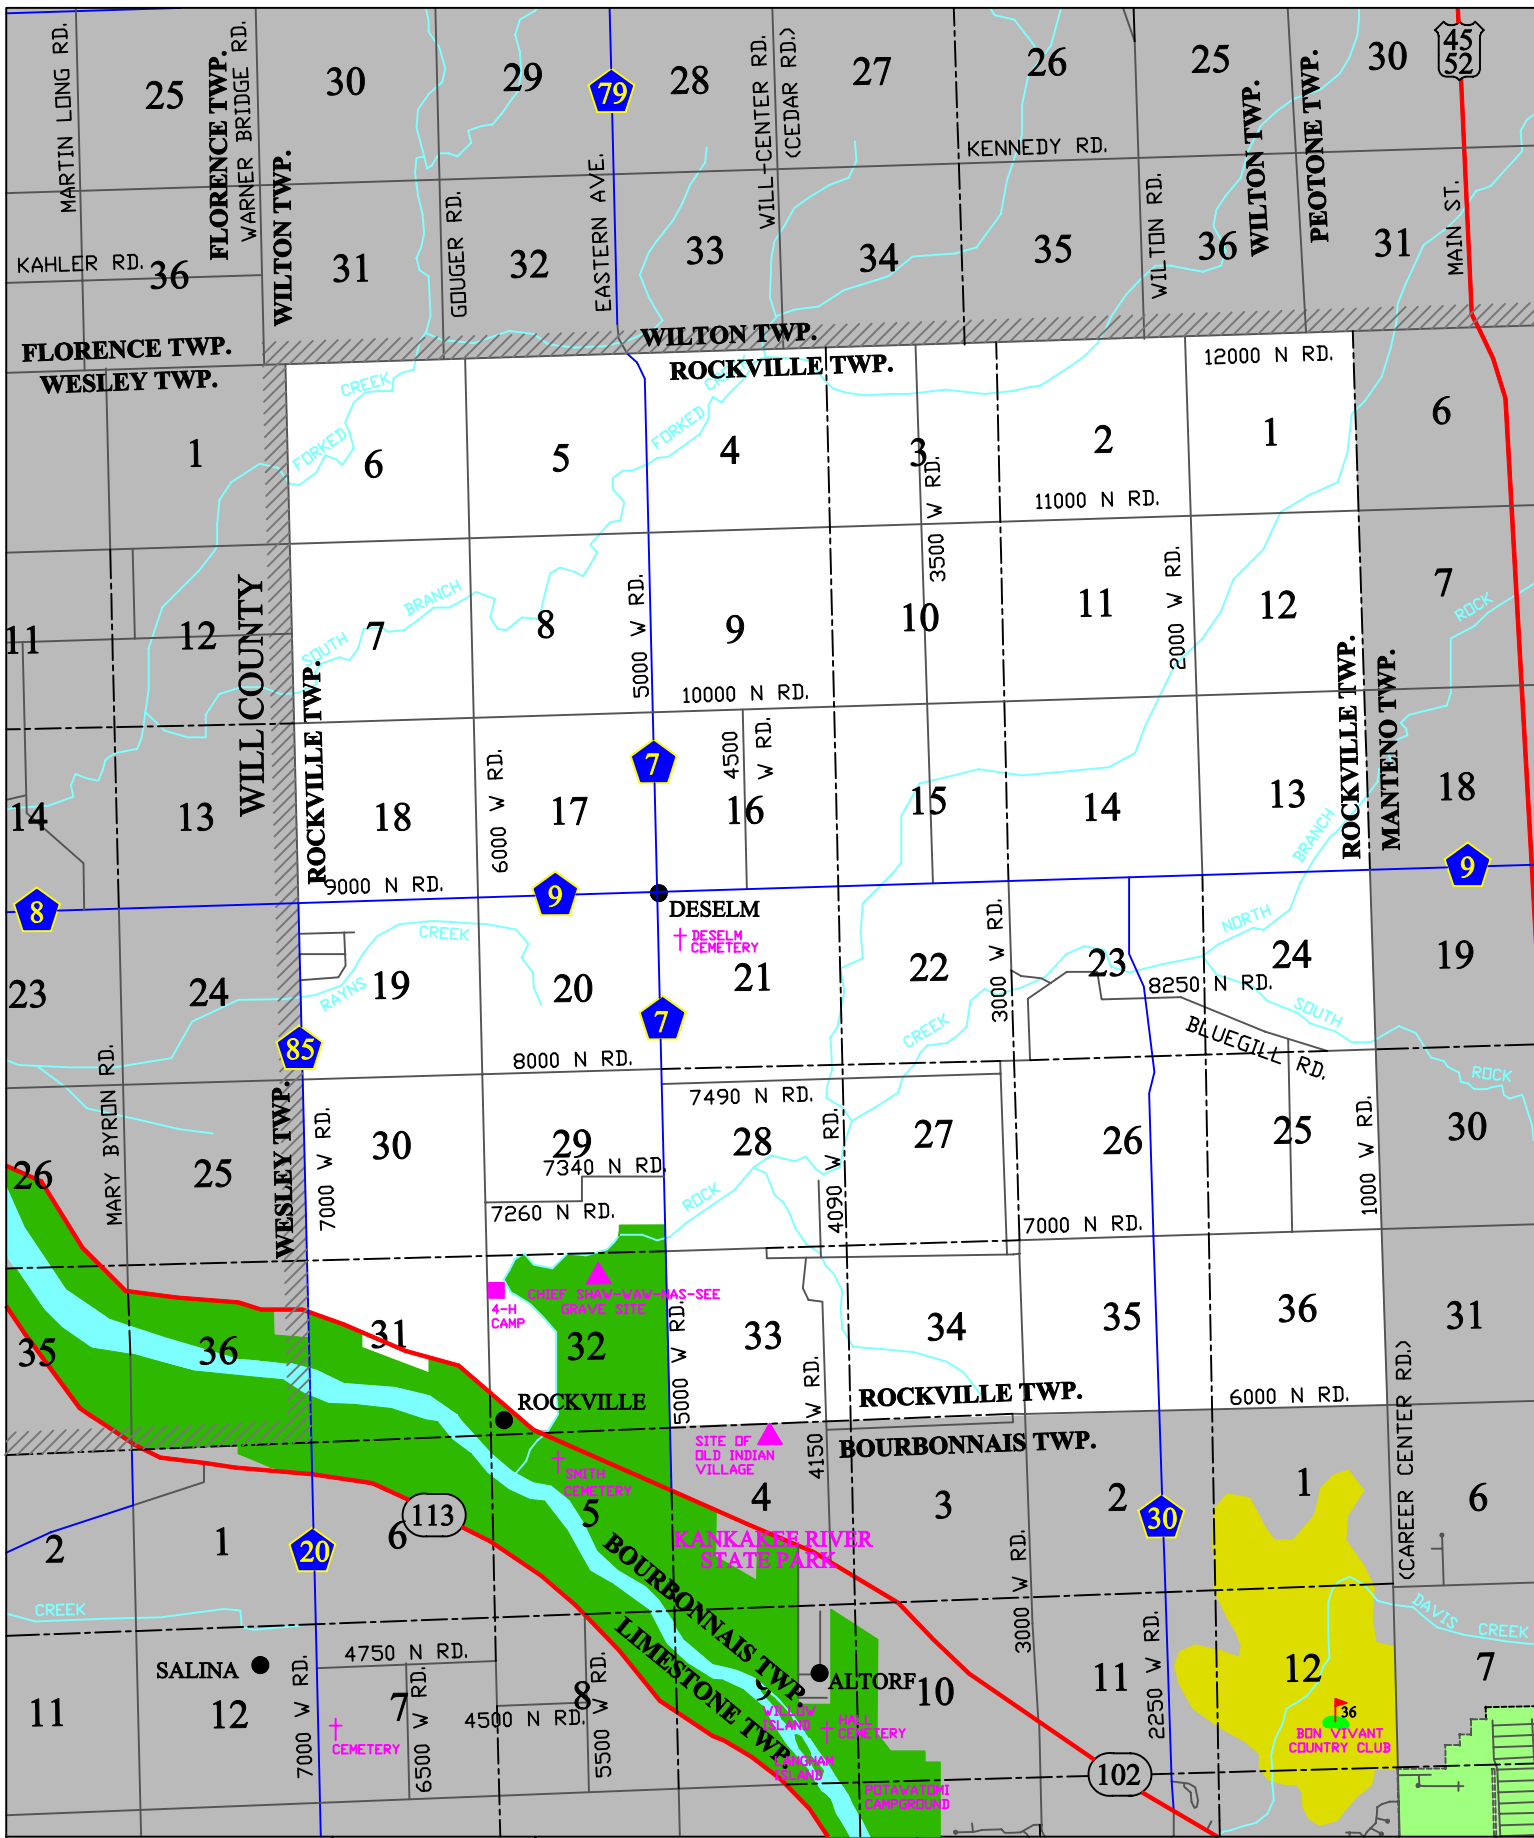 MARTIN LONG RD.
25
FLORENCE TWP.
WARNER BRIDGE RD.
30
29
79
28
WILL-CENTER RD.
(CEDAR RD.)
27
26
25
WILTON TWP.
PEOTONE TWP.
30
45
52
KENNEDY RD.
KAHLER RD.
36
WILTON TWP.
31
GOUGER RD.
32
EASTERN AVE.
33
34
35
WILTON RD.
36
31
MAIN ST.
FLORENCE TWP.
WESLEY TWP.
WILTON TWP.
ROCKVILLE TWP.
12000 N RD.
1
FORKED
CREEK
6
5
FORKED
4
3
2
1
6
11000 N RD.
3500 W RD.
11
12
WILL COUNTY
ROCKVILLE TWP.
7
SOUTH
BRANCH
8
5000 W RD.
9
10
11
2000 W RD.
12
7
ROCK
10000 N RD.
ROCKVILLE TWP.
MANTENO TWP.
14
13
18
6000 W RD.
17
7
4500
W RD.
16
15
14
13
BRANCH
18
9000 N RD.
8
9
9
DESELM
DESELM
CEMETERY
23
24
RAYNS
CREEK
19
20
21
22
3000 W RD.
23
NORTH
24
19
8250 N RD.
SOUTH
BLUEGILL RD.
CREEK
85
7
8000 N RD.
7490 N RD.
ROCK
MARY BYRON RD.
WESLEY TWP.
7000 W RD.
26
25
30
29
28
4090 W RD.
27
26
25
1000 W RD.
30
7340 N RD.
7260 N RD.
ROCK
7000 N RD.
4-H
CAMP
CHIEF SHAW-WAW-NAS-SEE
GRAVE SITE
35
36
31
32
5000 W RD.
33
4150 W RD.
34
35
36
31
(CAREER CENTER RD.)
ROCKVILLE
ROCKVILLE TWP.
6000 N RD.
BOURBONNAIS TWP.
SITE OF
OLD INDIAN
VILLAGE
SMITH
CEMETERY
2
1
20
6
113
5
4
3
2
30
1
6
KANKAKEE RIVER
STATE PARK
BOURBONNAIS TWP.
LIMESTONE TWP.
3000 W RD.
CREEK
DAVIS
CREEK
SALINA
4750 N RD.
ALTORF
11
12
7000 W RD.
7
6500 W RD.
8
4500 N RD.
5500 W RD.
9
10
11
2250 W RD.
12
7
CEMETERY
WILLOW
ISLAND
HALL
CEMETERY
LANGHAM
ISLAND
POTAWATOMI
CAMPGROUND
102
36
BON VIVANT
COUNTRY CLUB